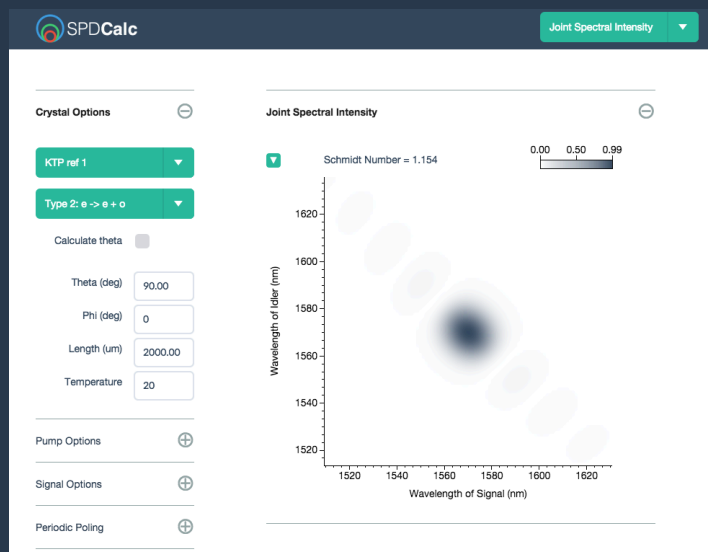 SPDCalc
Joint Spectral Intensity
Crystal Options
KTP ref 1
Type 2: e -> e + o
Calculate theta
Theta (deg) 90.00
Phi (deg) 0
Length (um) 2000.00
Temperature 20
Pump Options
Signal Options
Periodic Poling
Joint Spectral Intensity
Schmidt Number = 1.154
0.00 0.50 0.99
Wavelength of Idler (nm)
1620
1600
1580
1560
1540
1520
1520 1540 1560 1580 1600 1620
Wavelength of Signal (nm)